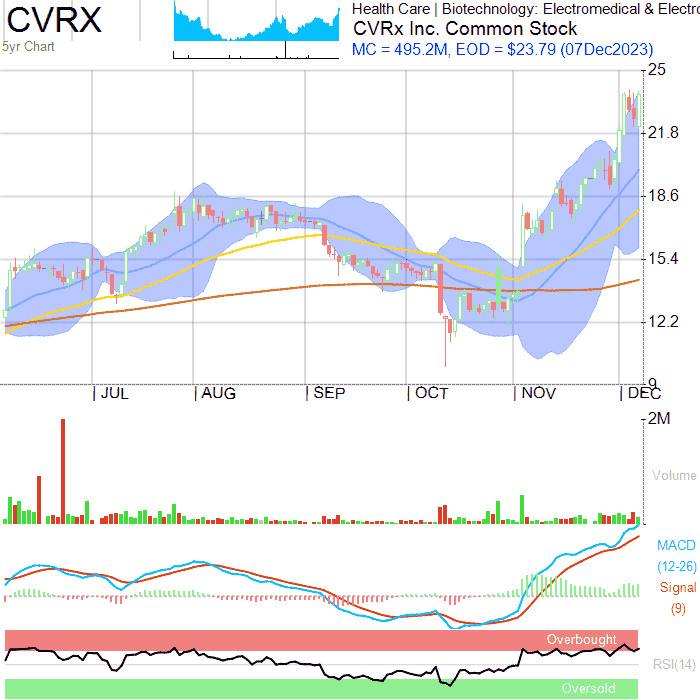 CVRX
5yr Chart
Health Care | Biotechnology: Electromedical & Electro
CVRx Inc. Common Stock
MC = 495.2M, EOD = $23.79 (07Dec2023)
25
21.8
18.6
15.4
12.2
9
JUL AUG SEP OCT NOV DEC
2M
Volume
MACD
(12-26)
Signal
(9)
Overbought
RSI(14)
Oversold